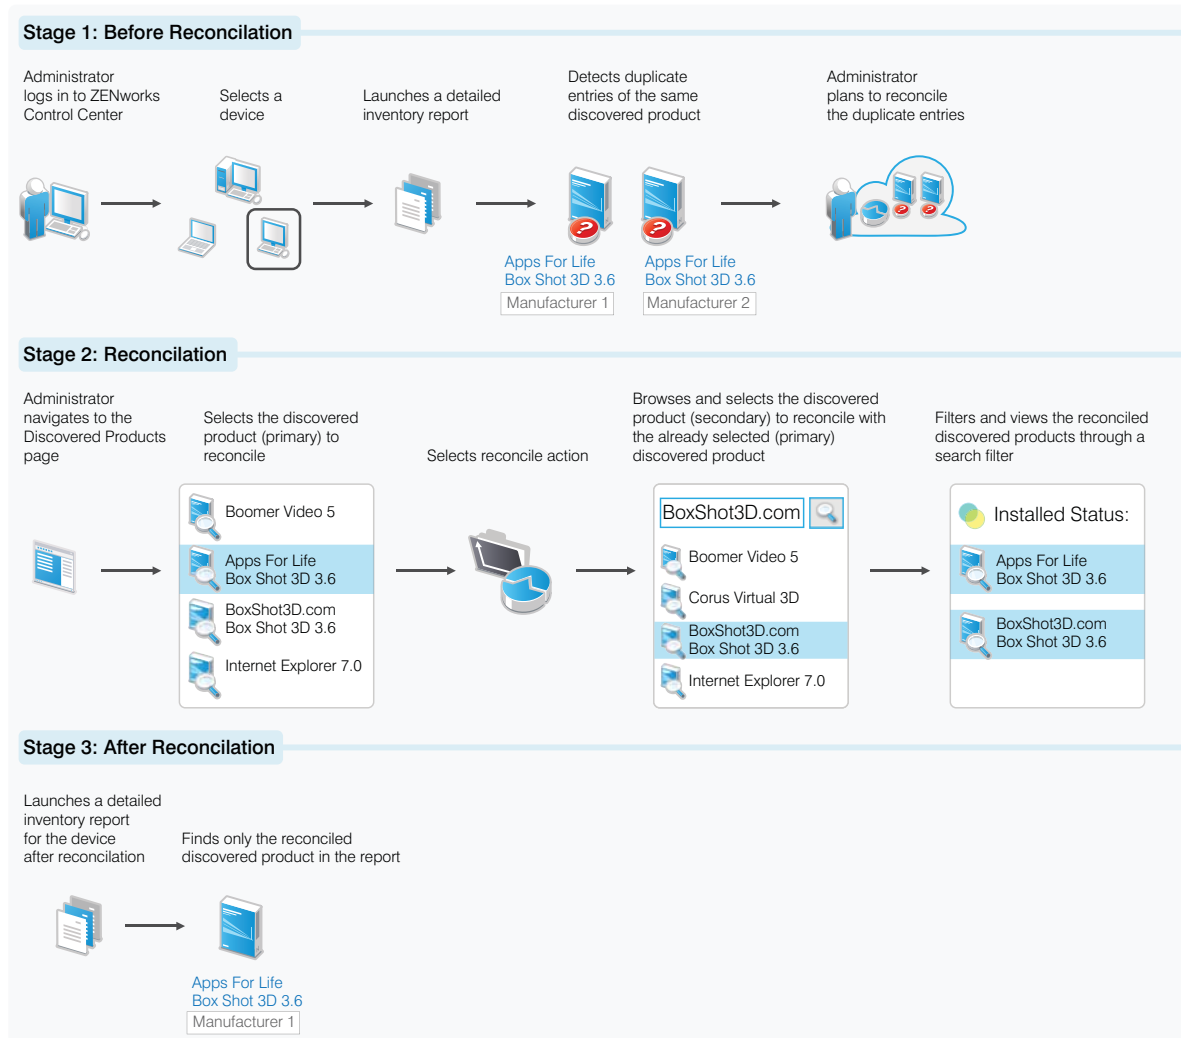 Stage 1: Before Reconcilation
Administrator
logs in to ZENworks
Control Center
Selects a
device
Launches a detailed
inventory report
Detects duplicate
entries of the same
discovered product
Administrator
plans to reconcile
the duplicate entries
?
?
?
?
Apps For Life
Box Shot 3D 3.6
Manufacturer 1
Apps For Life
Box Shot 3D 3.6
Manufacturer 2
Stage 2: Reconcilation
Administrator
navigates to the
Discovered Products
page
Selects the discovered
product (primary) to
reconcile
Selects reconcile action
Browses and selects the discovered
product (secondary) to reconcile with
the already selected (primary)
discovered product
Filters and views the reconciled
discovered products through a
search filter
Boomer Video 5
Apps For Life
Box Shot 3D 3.6
BoxShot3D.com
Box Shot 3D 3.6
Internet Explorer 7.0
BoxShot3D.com
Boomer Video 5
Corus Virtual 3D
BoxShot3D.com
Box Shot 3D 3.6
Internet Explorer 7.0
Installed Status:
Apps For Life
Box Shot 3D 3.6
BoxShot3D.com
Box Shot 3D 3.6
Stage 3: After Reconcilation
Launches a detailed
inventory report
for the device
after reconcilation
Finds only the reconciled
discovered product in the report
Apps For Life
Box Shot 3D 3.6
Manufacturer 1